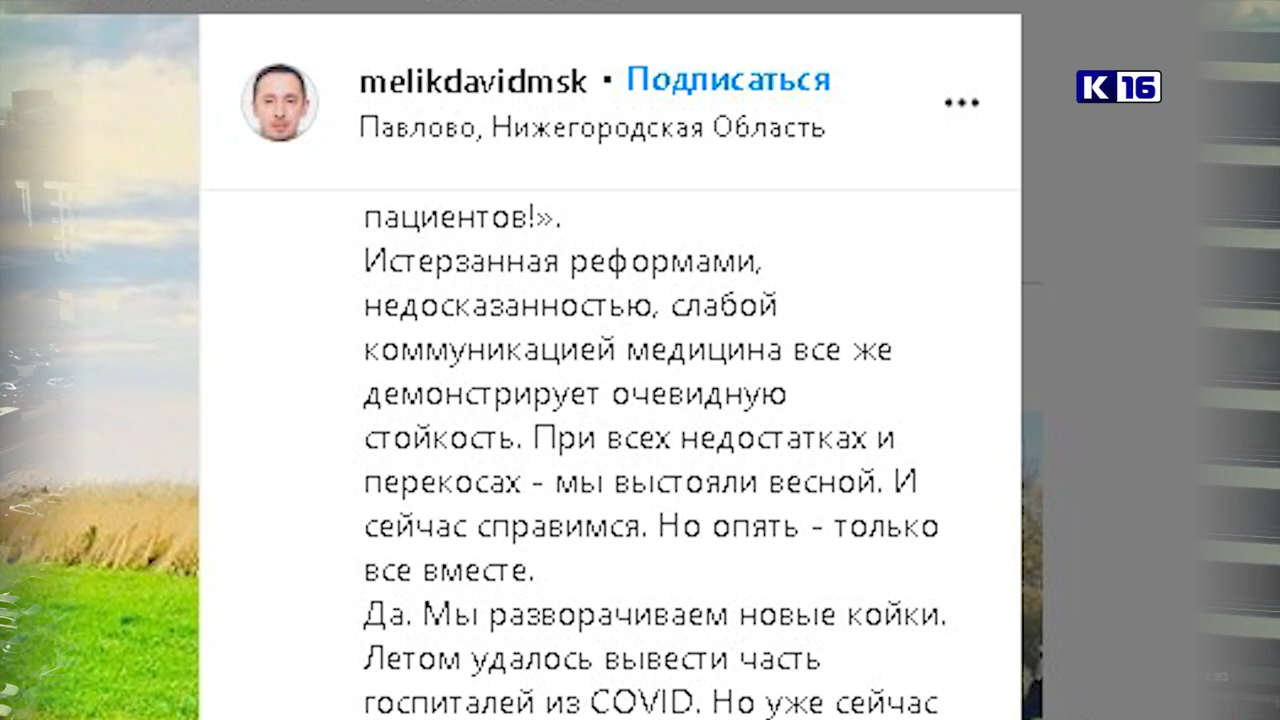 melikdavidmsk • Подписаться
Павлово, Нижегородская Область
К 16
пациентов!».
Истерзанная реформами,
недосказанностью, слабой
коммуникацией медицина все же
демонстрирует очевидную
стойкость. При всех недостатках и
перекосах - мы выстояли весной. И
сейчас справимся. Но опять - только
все вместе.
Да. Мы разворачиваем новые койки.
Летом удалось вывести часть
госпиталей из COVID. Но уже сейчас